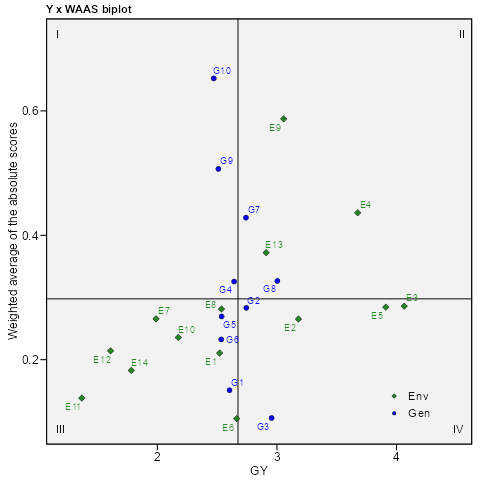 Y x WAAS biplot
I II
G10
0.6
E9
G9
G7
E4
0.4
E13
G4 G8
E8 G2 E3
E7 G5 E2 E5
E10 G6
E12 E14 E1
0.2
G1
E11
E6 G3
Env
Gen
III IV
2 3 4
GY
Weighted average of the absolute scores